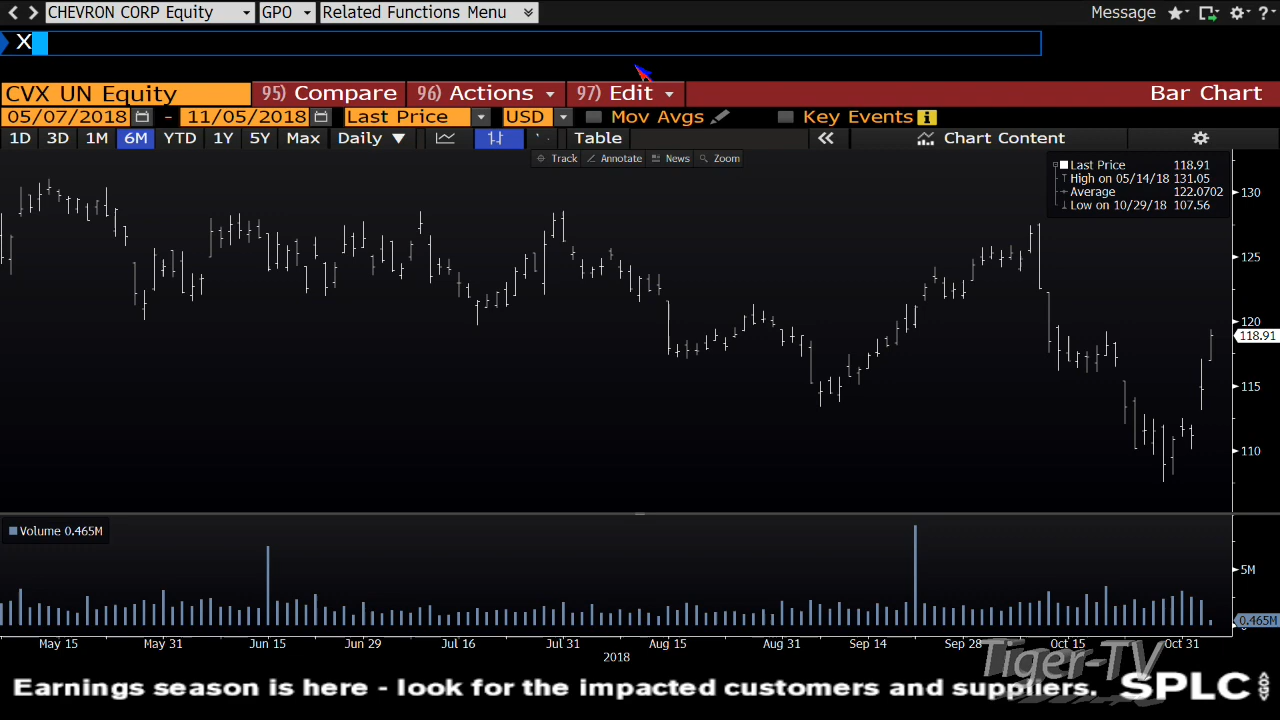 CHEVRON CORP Equity GPO Related Functions Menu Message ?
X
CVX UN Equity 95) Compare 96) Actions 97) Edit Bar Chart
05/07/2018 - 11/05/2018 Last Price USD Mov Avgs Key Events
1D 3D 1M 6M YTD 1Y 5Y Max Daily Table Chart Content
Track Annotate News Zoom
Last Price 118.91
High on 05/14/18 131.05
Average 122.0702
Low on 10/29/18 107.56
130
125
120
118.91
115
110
Volume 0.465M
5M
0.465M
May 15 May 31 Jun 15 Jun 29 Jul 16 Jul 31 Aug 15 Aug 31 Sep 14 Sep 28 Oct 15 Oct 31
2018
Tiger-TV
Earnings season is here - look for the impacted customers and suppliers. SPLC